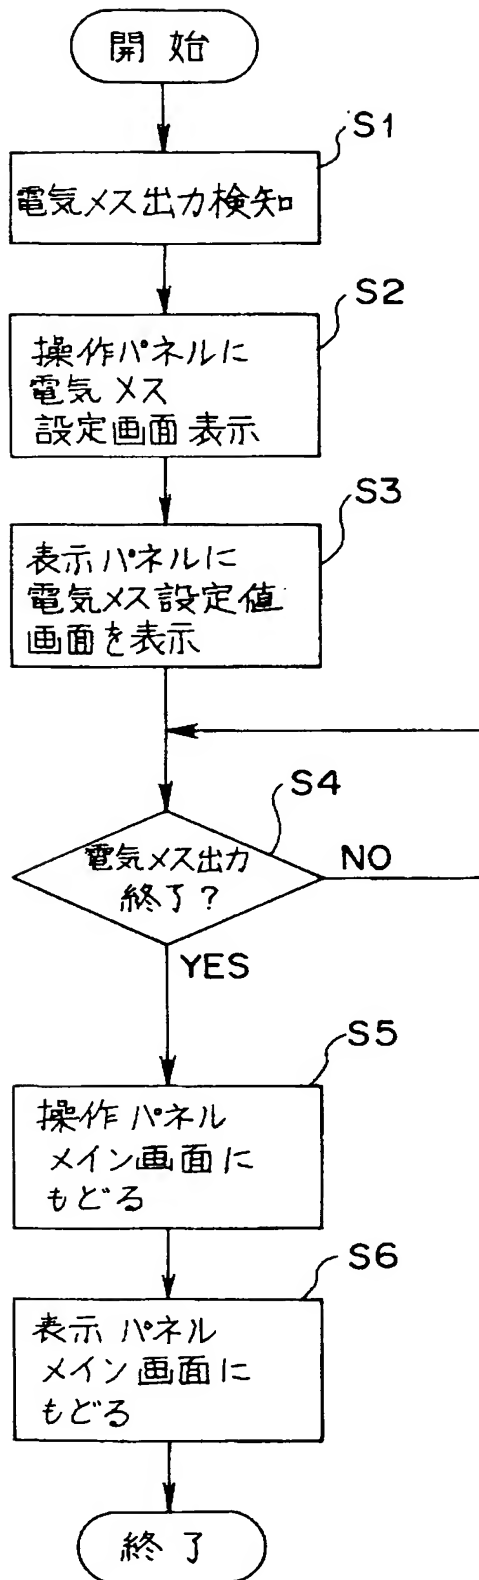 開始
S1
電気メス出力検知
S2
操作パネルに
電気メス
設定画面表示
S3
表示パネルに
電気メス設定値
画面を表示
S4
電気メス出力
終了?
NO
YES
S5
操作パネル
メイン画面に
もどる
S6
表示パネル
メイン画面に
もどる
終了